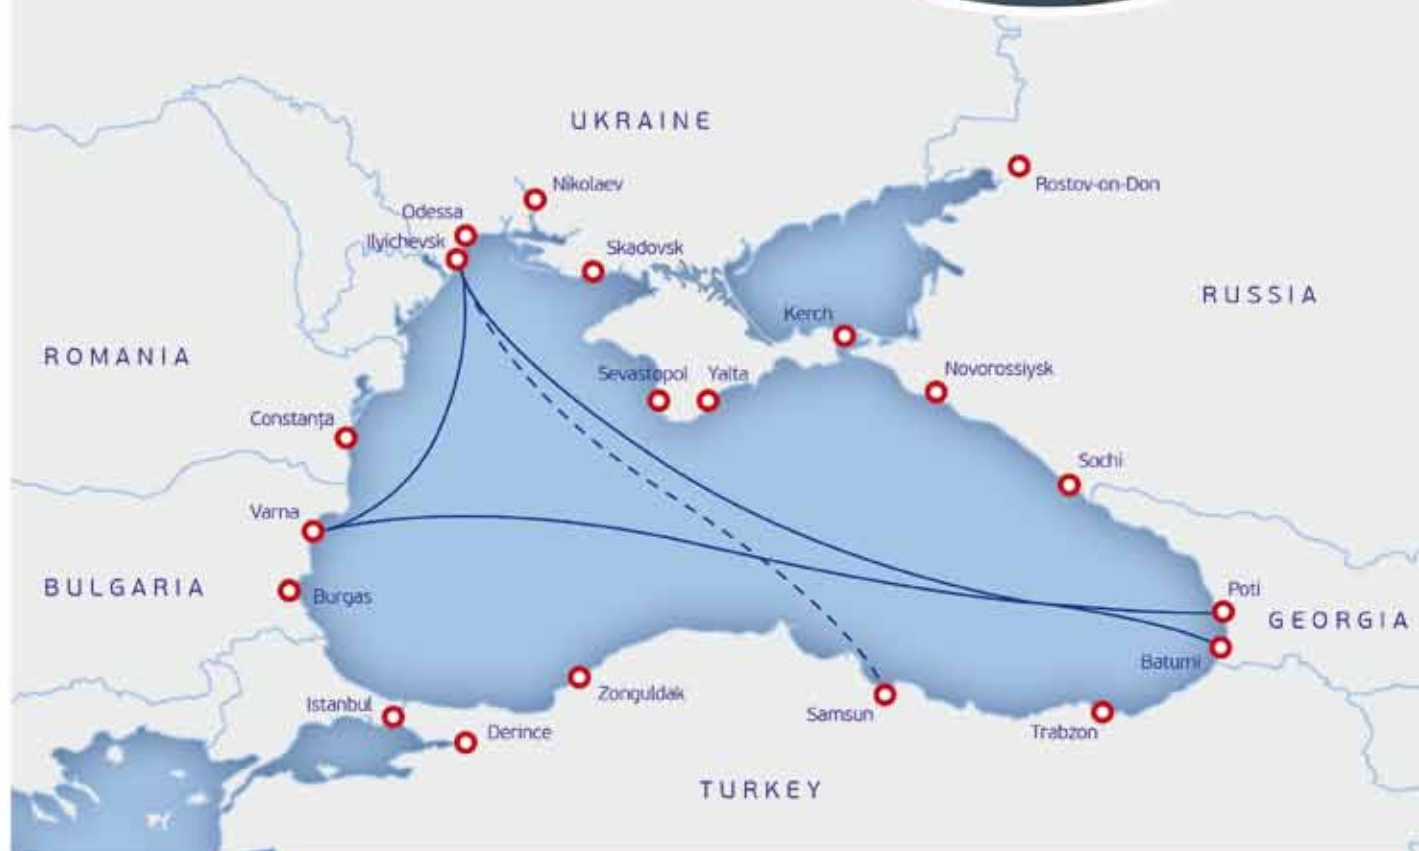 UKRAINE
Rostov-on-Don
Nikolaev
Odessa
Ilyichevsk
Skadovsk
RUSSIA
Kerch
ROMANIA
Sevastopol
Yalta
Novorossiysk
Constanța
Sochi
Varna
BULGARIA
Burgas
Poti
GEORGIA
Batumi
Istanbul
Zonguldak
Samsun
Derince
Trabzon
TURKEY